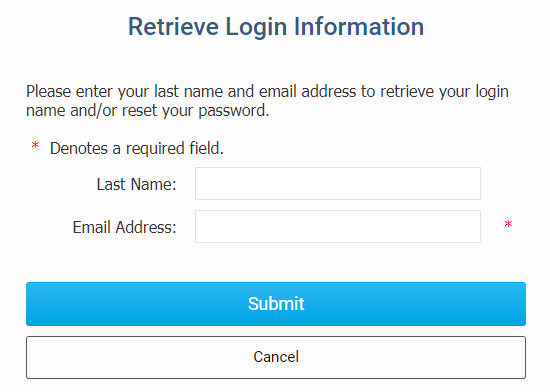 Retrieve Login Information
Please enter your last name and email address to retrieve your login
name and/or reset your password.
* Denotes a required field.
Last Name:
Email Address: *
Submit
Cancel